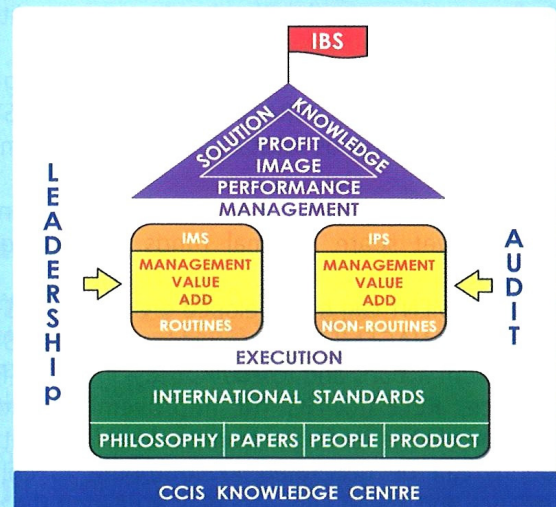 IBS
SOLUTION
KNOWLEDGE
PROFIT
IMAGE
PERFORMANCE
MANAGEMENT
LEADERSHIp
IMS
MANAGEMENT
VALUE
ADD
ROUTINES
IPS
MANAGEMENT
VALUE
ADD
NON-ROUTINES
AUDIT
EXECUTION
INTERNATIONAL STANDARDS
PHILOSOPHY PAPERS PEOPLE PRODUCT
CCIS KNOWLEDGE CENTRE